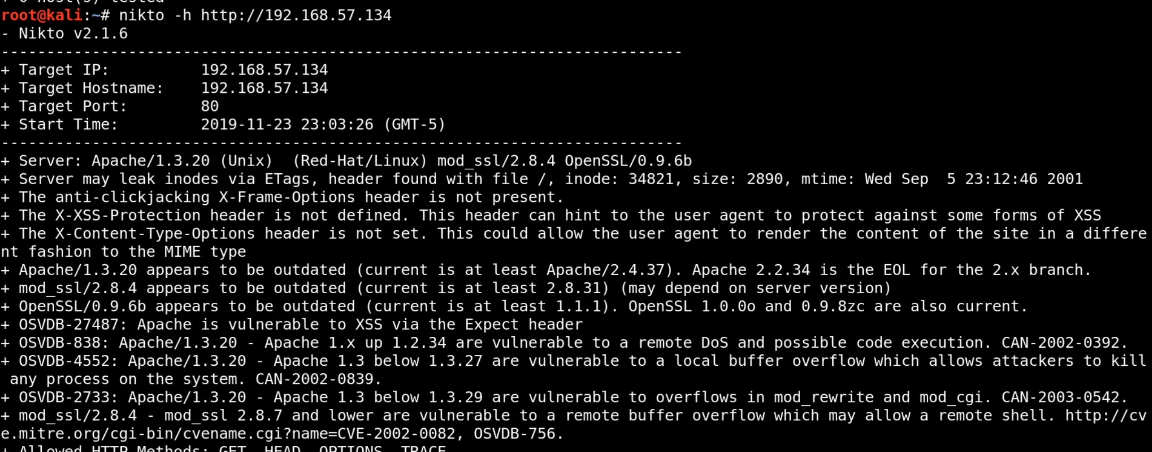 root@kali:~# nikto -h http://192.168.57.134
- Nikto v2.1.6
---------------------------------------------------------------------------
+ Target IP:          192.168.57.134
+ Target Hostname:    192.168.57.134
+ Target Port:        80
+ Start Time:         2019-11-23 23:03:26 (GMT-5)
---------------------------------------------------------------------------
+ Server: Apache/1.3.20 (Unix)  (Red-Hat/Linux) mod_ssl/2.8.4 OpenSSL/0.9.6b
+ Server may leak inodes via ETags, header found with file /, inode: 34821, size: 2890, mtime: Wed Sep  5 23:12:46 2001
+ The anti-clickjacking X-Frame-Options header is not present.
+ The X-XSS-Protection header is not defined. This header can hint to the user agent to protect against some forms of XSS
+ The X-Content-Type-Options header is not set. This could allow the user agent to render the content of the site in a differe
nt fashion to the MIME type
+ Apache/1.3.20 appears to be outdated (current is at least Apache/2.4.37). Apache 2.2.34 is the EOL for the 2.x branch.
+ mod_ssl/2.8.4 appears to be outdated (current is at least 2.8.31) (may depend on server version)
+ OpenSSL/0.9.6b appears to be outdated (current is at least 1.1.1). OpenSSL 1.0.0o and 0.9.8zc are also current.
+ OSVDB-27487: Apache is vulnerable to XSS via the Expect header
+ OSVDB-838: Apache/1.3.20 - Apache 1.x up 1.2.34 are vulnerable to a remote DoS and possible code execution. CAN-2002-0392.
+ OSVDB-4552: Apache/1.3.20 - Apache 1.3 below 1.3.27 are vulnerable to a local buffer overflow which allows attackers to kill
 any process on the system. CAN-2002-0839.
+ OSVDB-2733: Apache/1.3.20 - Apache 1.3 below 1.3.29 are vulnerable to overflows in mod_rewrite and mod_cgi. CAN-2003-0542.
+ mod_ssl/2.8.4 - mod_ssl 2.8.7 and lower are vulnerable to a remote buffer overflow which may allow a remote shell. http://cv
e.mitre.org/cgi-bin/cvename.cgi?name=CVE-2002-0082, OSVDB-756.
+ Allowed HTTP Methods: GET, HEAD, OPTIONS, TRACE